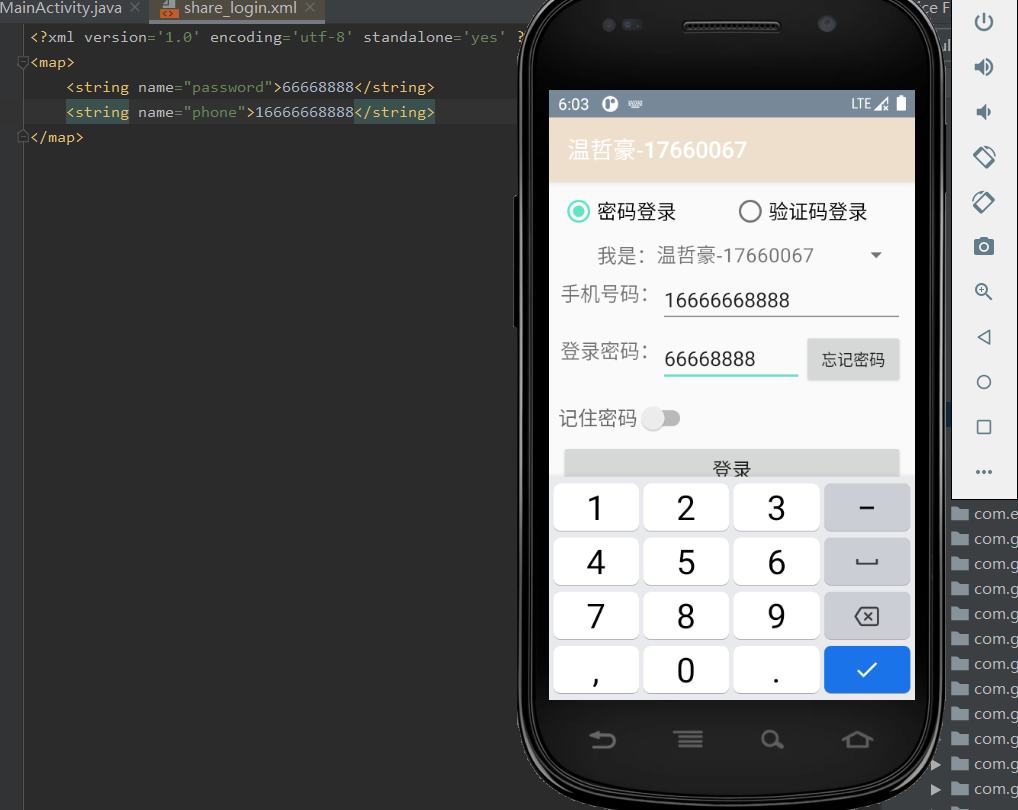 MainActivity.java
share_login.xml
<?xml version='1.0' encoding='utf-8' standalone='yes' ?
<map>
<string name="password">66668888</string>
<string name="phone">16666668888</string>
</map>
6:03
LTE
温哲豪-17660067
密码登录
验证码登录
我是：
温哲豪-17660067
手机号码：
16666668888
登录密码：
66668888
忘记密码
记住密码
登录
1 2 3 –
4 5 6
7 8 9
, 0 .
ice F
com.e
com.g
com.g
com.g
com.g
com.g
com.g
com.g
com.g
com.g
com.g
com.g